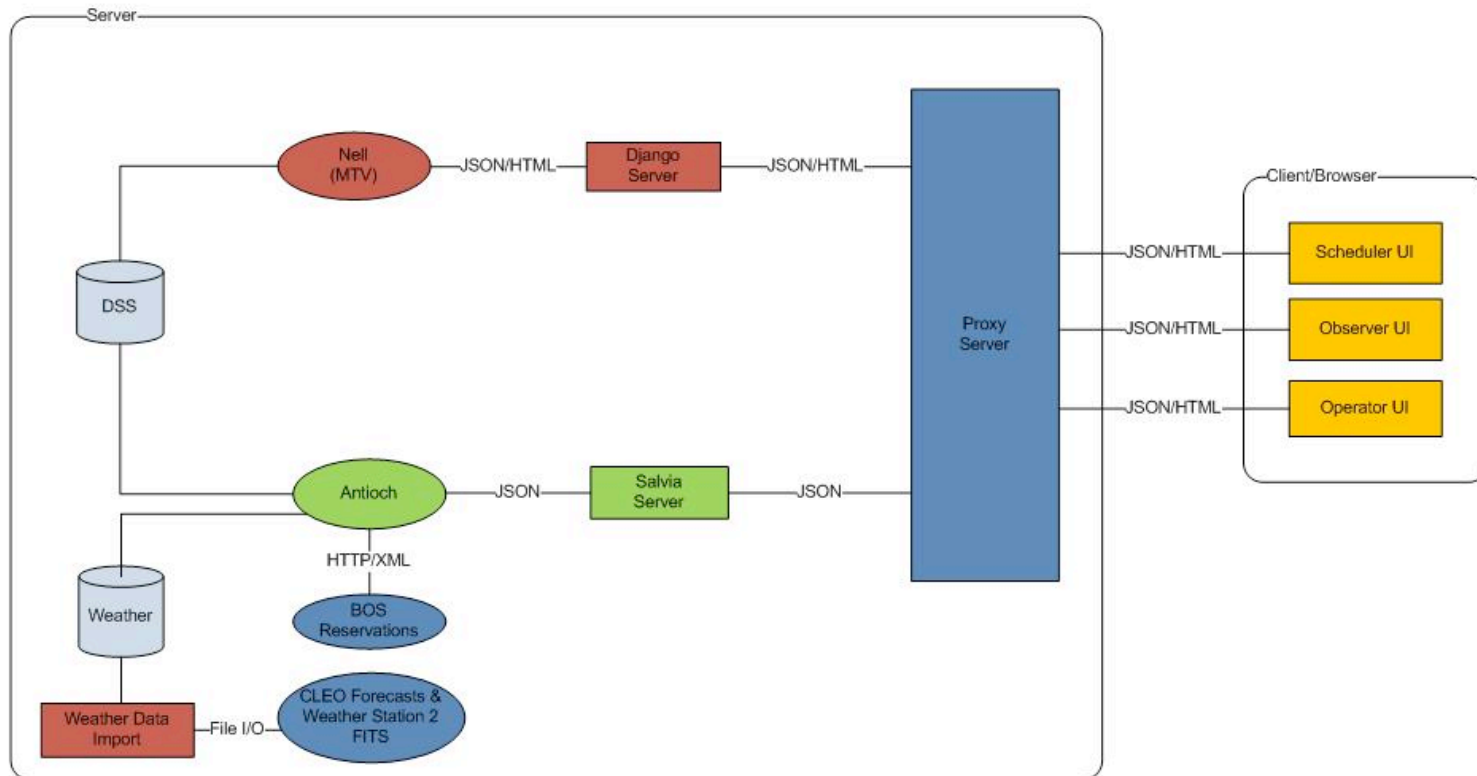 Server
Nell
(MTV)
JSON/HTML
Django
Server
JSON/HTML
Client/Browser
JSON/HTML
Scheduler UI
DSS
Proxy
Server
JSON/HTML
Observer UI
JSON/HTML
Operator UI
Antioch
JSON
Salvia
Server
JSON
HTTP/XML
Weather
BOS
Reservations
Weather Data
Import
File I/O
CLEO Forecasts &
Weather Station 2
FITS